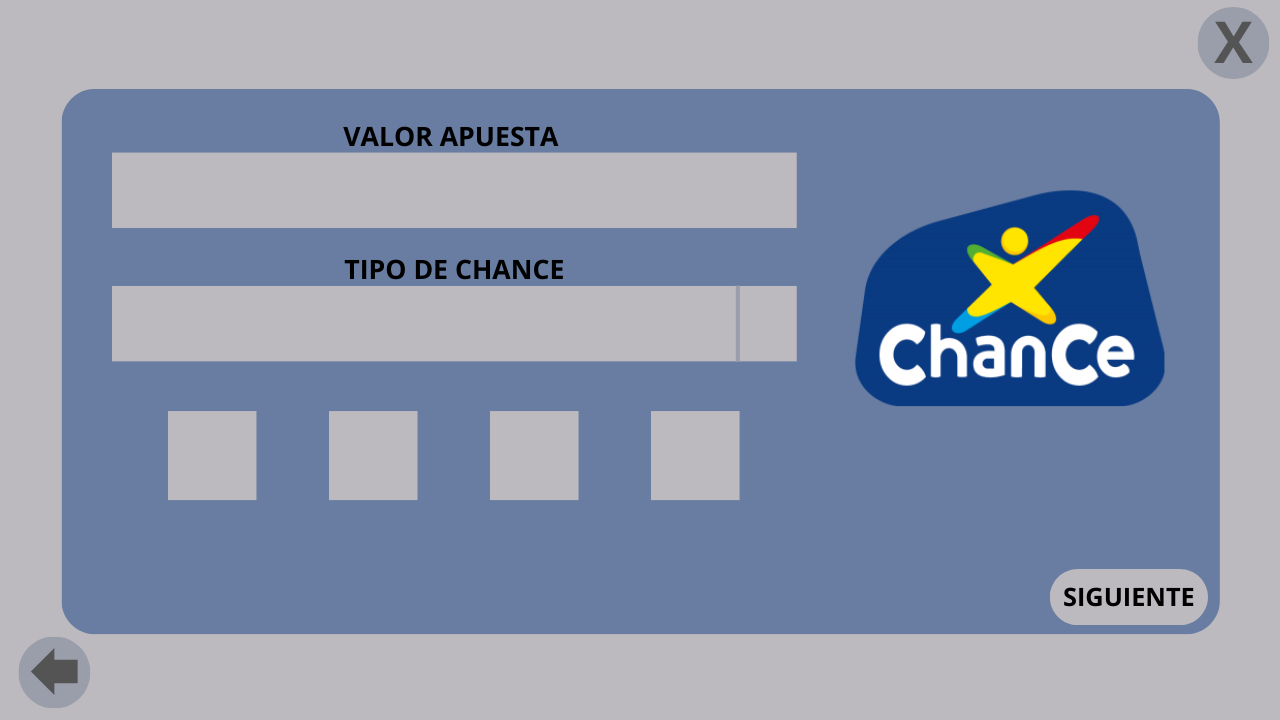 X
VALOR APUESTA
TIPO DE CHANCE
ChanCe
SIGUIENTE